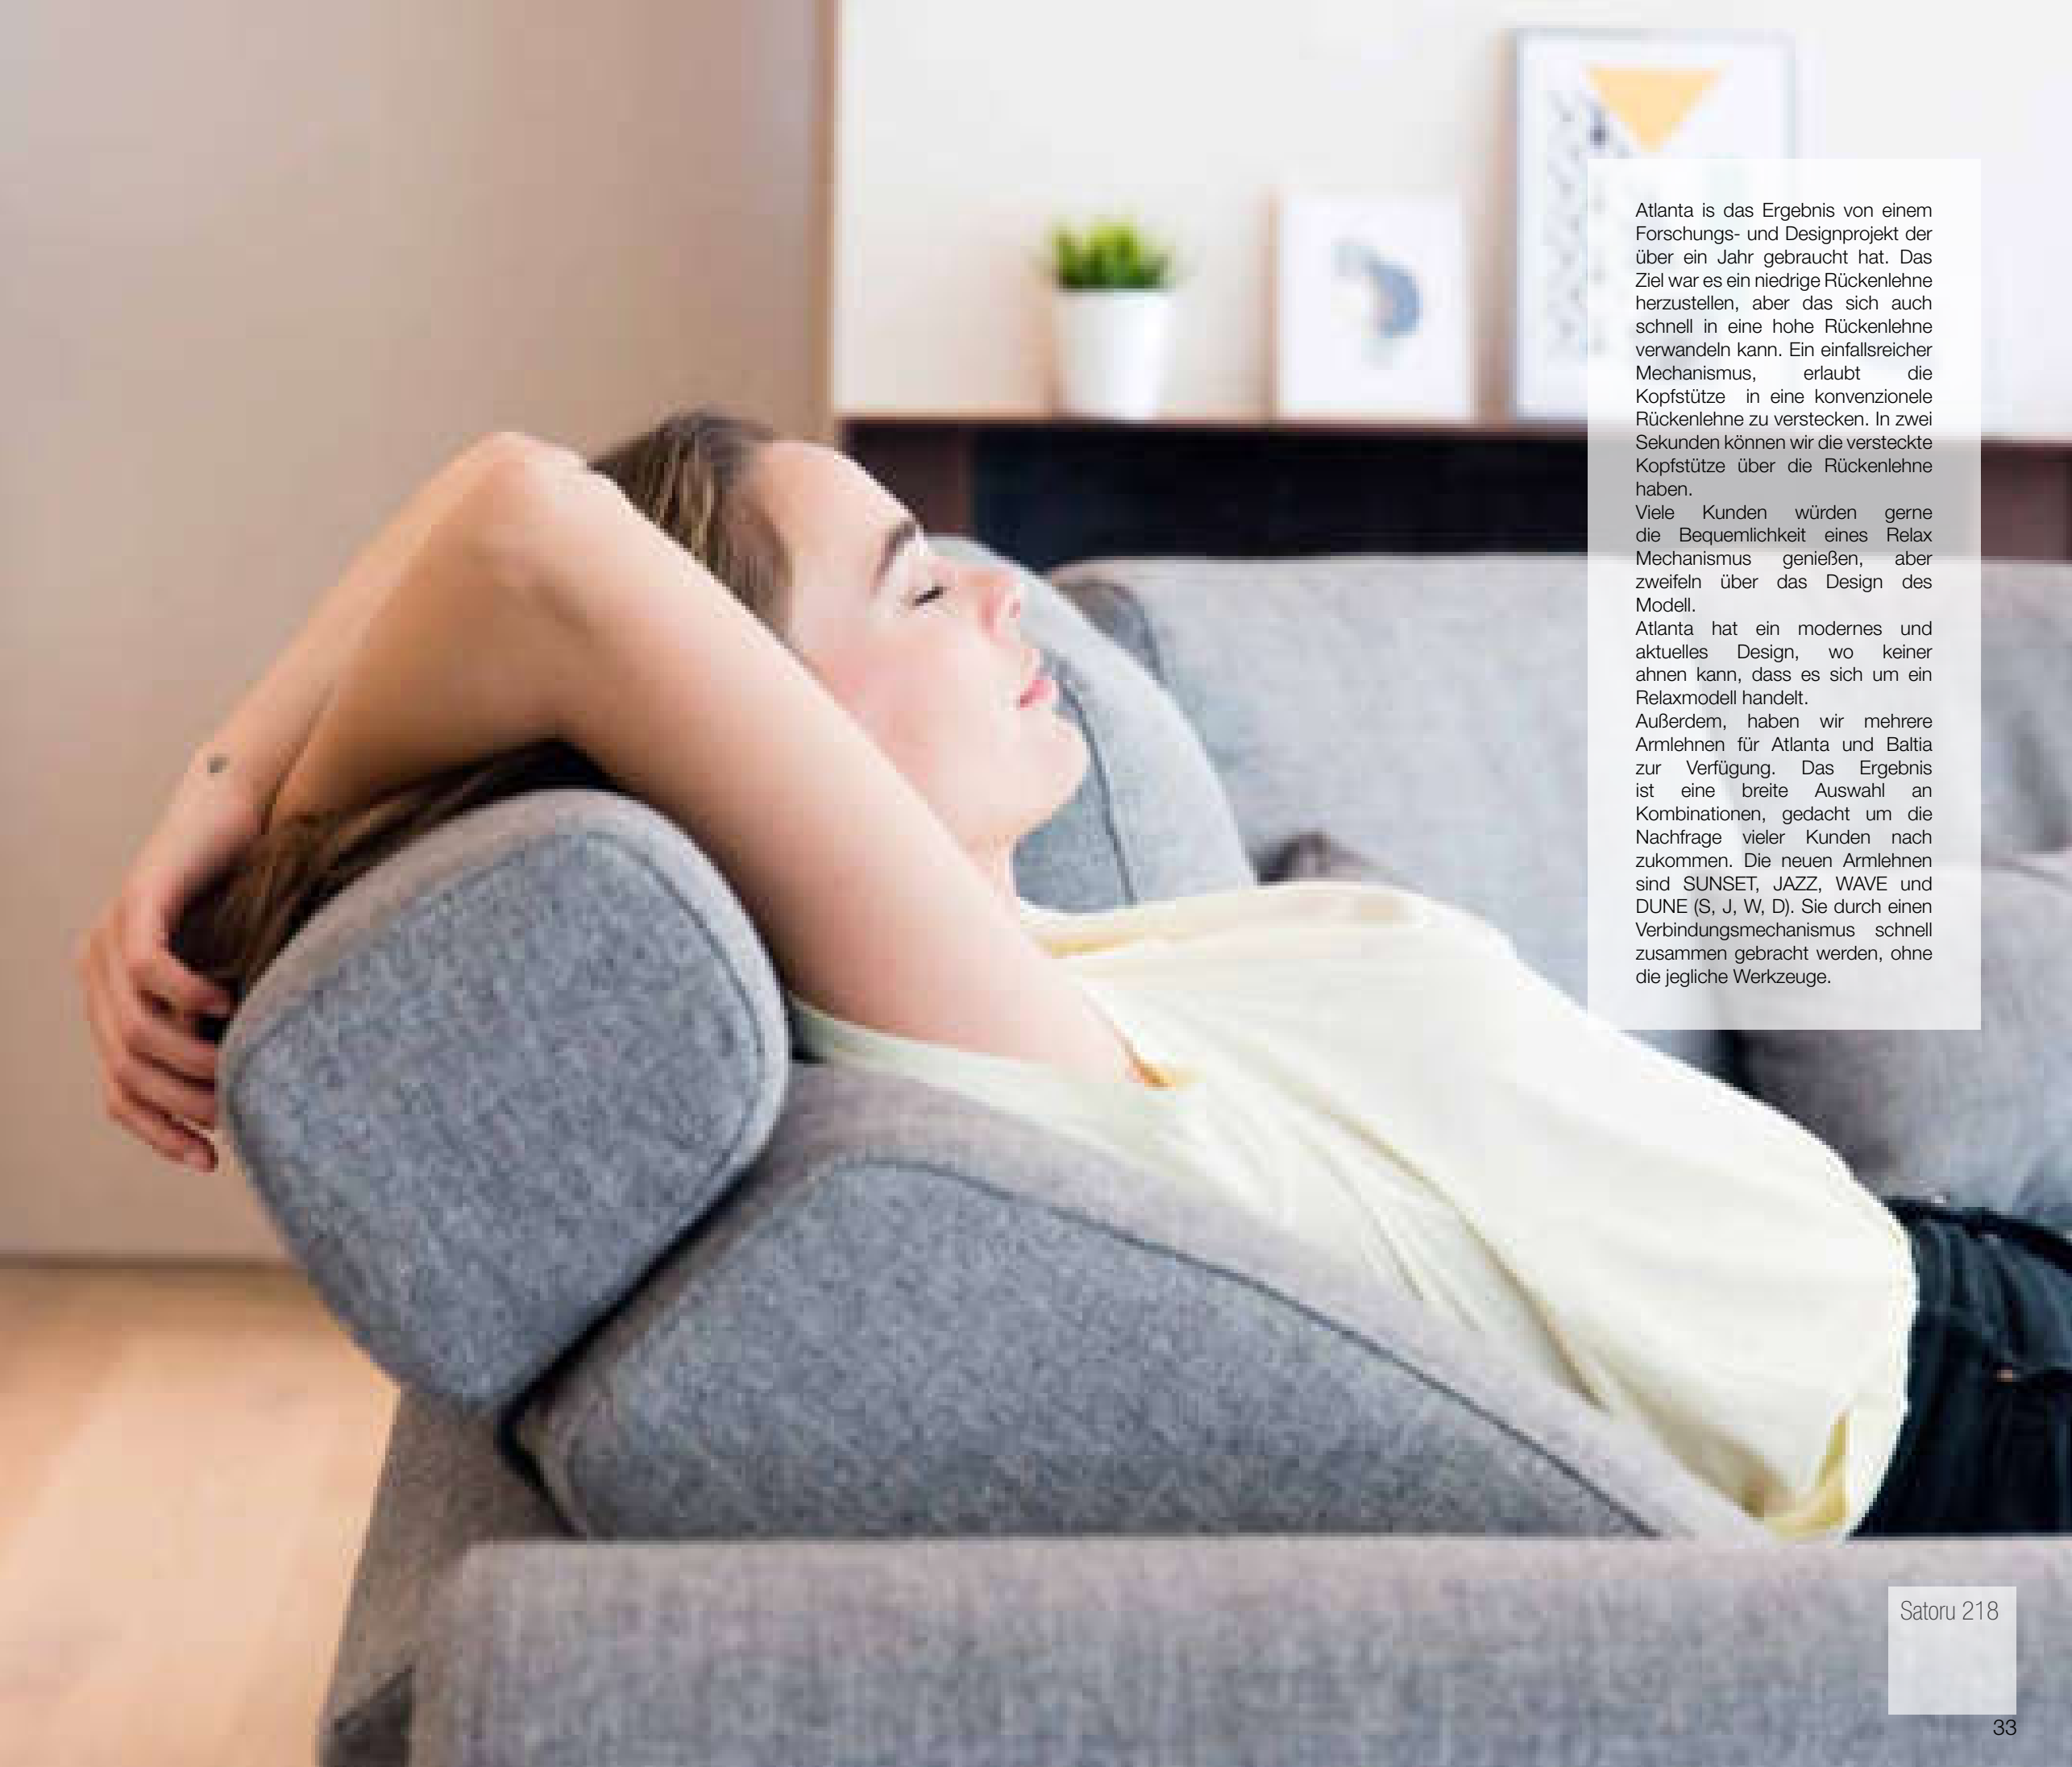 Atlanta is das Ergebnis von einem
Forschungs- und Designprojekt der
über ein Jahr gebraucht hat. Das
Ziel war es ein niedrige Rückenlehne
herzustellen, aber das sich auch
schnell in eine hohe Rückenlehne
verwandeln kann. Ein einfallsreicher
Mechanismus, erlaubt die
Kopfstütze in eine konvenzionele
Rückenlehne zu verstecken. In zwei
Sekunden können wir die versteckte
Kopfstütze über die Rückenlehne
haben.
Viele Kunden würden gerne
die Bequemlichkeit eines Relax
Mechanismus genießen, aber
zweifeln über das Design des
Modell.
Atlanta hat ein modernes und
aktuelles Design, wo keiner
ahnen kann, dass es sich um ein
Relaxmodell handelt.
Außerdem, haben wir mehrere
Armlehnen für Atlanta und Baltia
zur Verfügung. Das Ergebnis
ist eine breite Auswahl an
Kombinationen, gedacht um die
Nachfrage vieler Kunden nach
zukommen. Die neuen Armlehnen
sind SUNSET, JAZZ, WAVE und
DUNE (S, J, W, D). Sie durch einen
Verbindungsmechanismus schnell
zusammen gebracht werden, ohne
die jegliche Werkzeuge.
Satoru 218
33